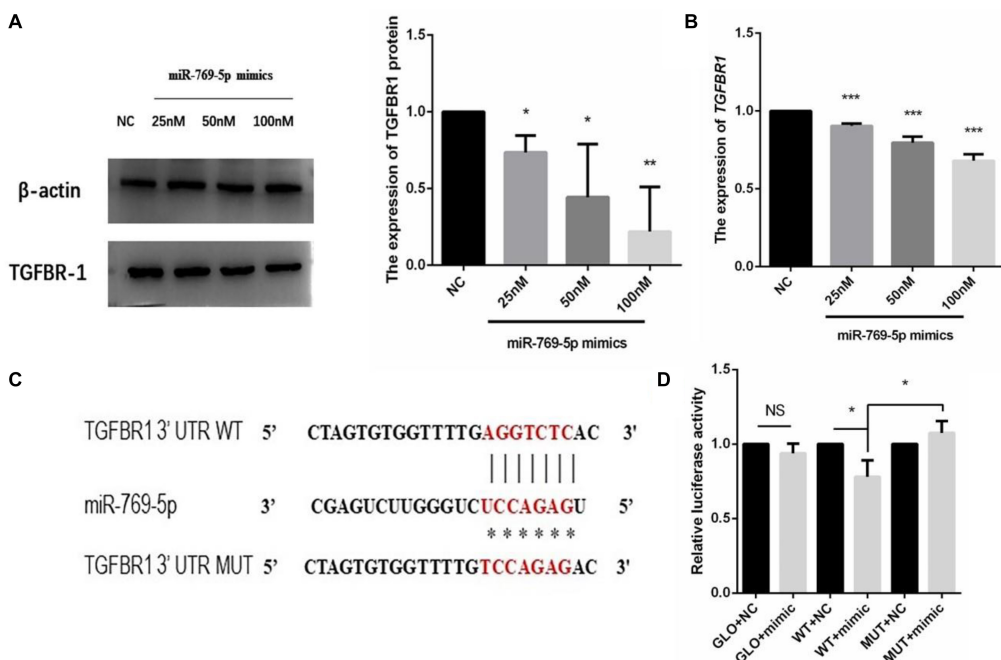 A
miR-769-5p mimics
NC 25nM 50nM 100nM
β-actin
TGFBR-1
The expression of TGFBR1 protein
1.5
1.0
0.5
0.0
*
*
**
NC
25nM
50nM
100nM
miR-769-5p mimics
B
The expression of TGFBR1
1.5
1.0
0.5
0.0
***
***
***
NC
25nM
50nM
100nM
miR-769-5p mimics
C
TGFBR1 3' UTR WT 5' CTAGTGTGGTTTTGAGGTCTCAC 3'
miR-769-5p 3' CGAGUCUUGGGUCUCCAGAGU 5'
* * * * * *
TGFBR1 3' UTR MUT 5' CTAGTGTGGTTTTGTCCAGAGAC 3'
D
Relative luciferase activity
1.5
1.0
0.5
0.0
NS
*
*
GLO+NC
GLO+mimic
WT+NC
WT+mimic
MUT+NC
MUT+mimic